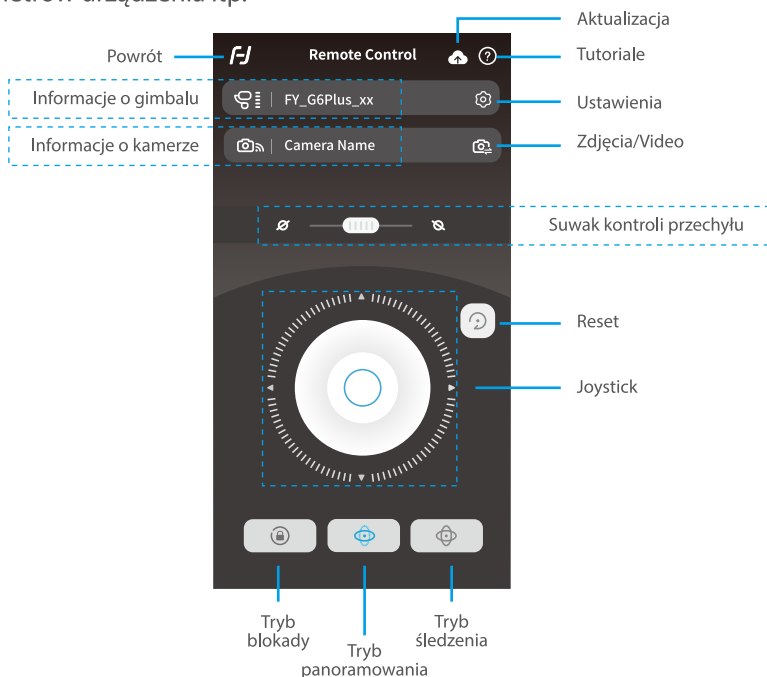 Aktualizacja
Powrót
Remote Control
Tutoriale
Informacje o gimbalu
FY_G6Plus_xx
Ustawienia
Informacje o kamerze
Camera Name
Zdjęcia/Video
Suwak kontroli przechyłu
Reset
Joystick
Tryb
blokady
Tryb
panoramowania
Tryb
śledzenia